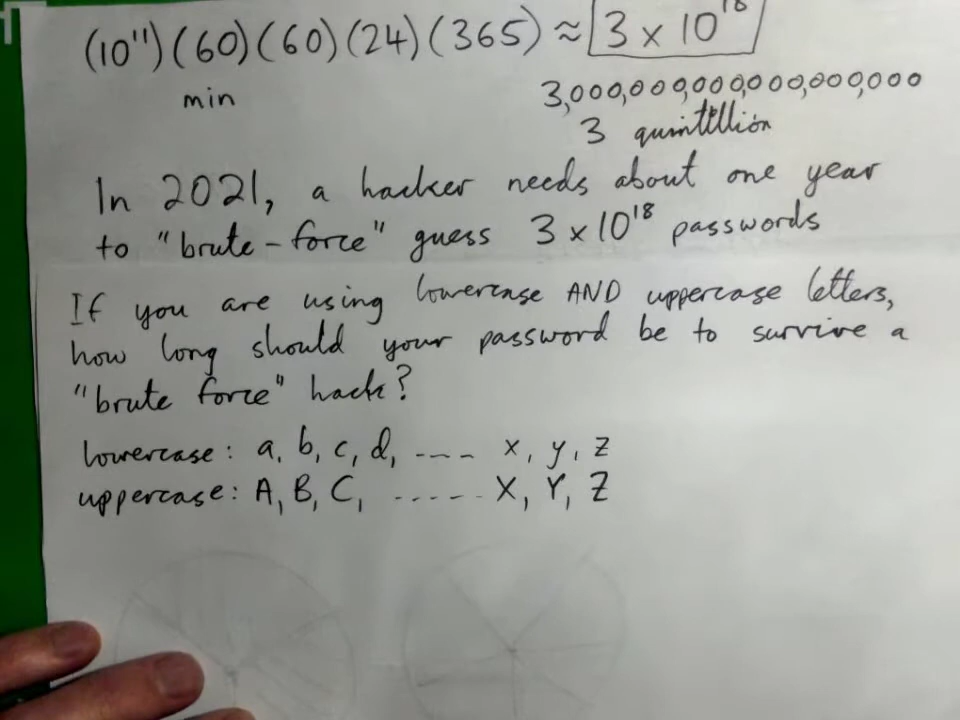 (10¹¹)(60)(60)(24)(365) ≈ 3 x 10¹⁸
min
3,000,000,000,000,000,000
3 quintillion
In 2021, a hacker needs about one year
to "brute-force" guess 3 x 10¹⁸ passwords
If you are using lowercase AND uppercase letters,
how long should your password be to survive a
"brute force" hack?
lowercase: a, b, c, d, ---- x, y, z
uppercase: A, B, C, ..... X, Y, Z